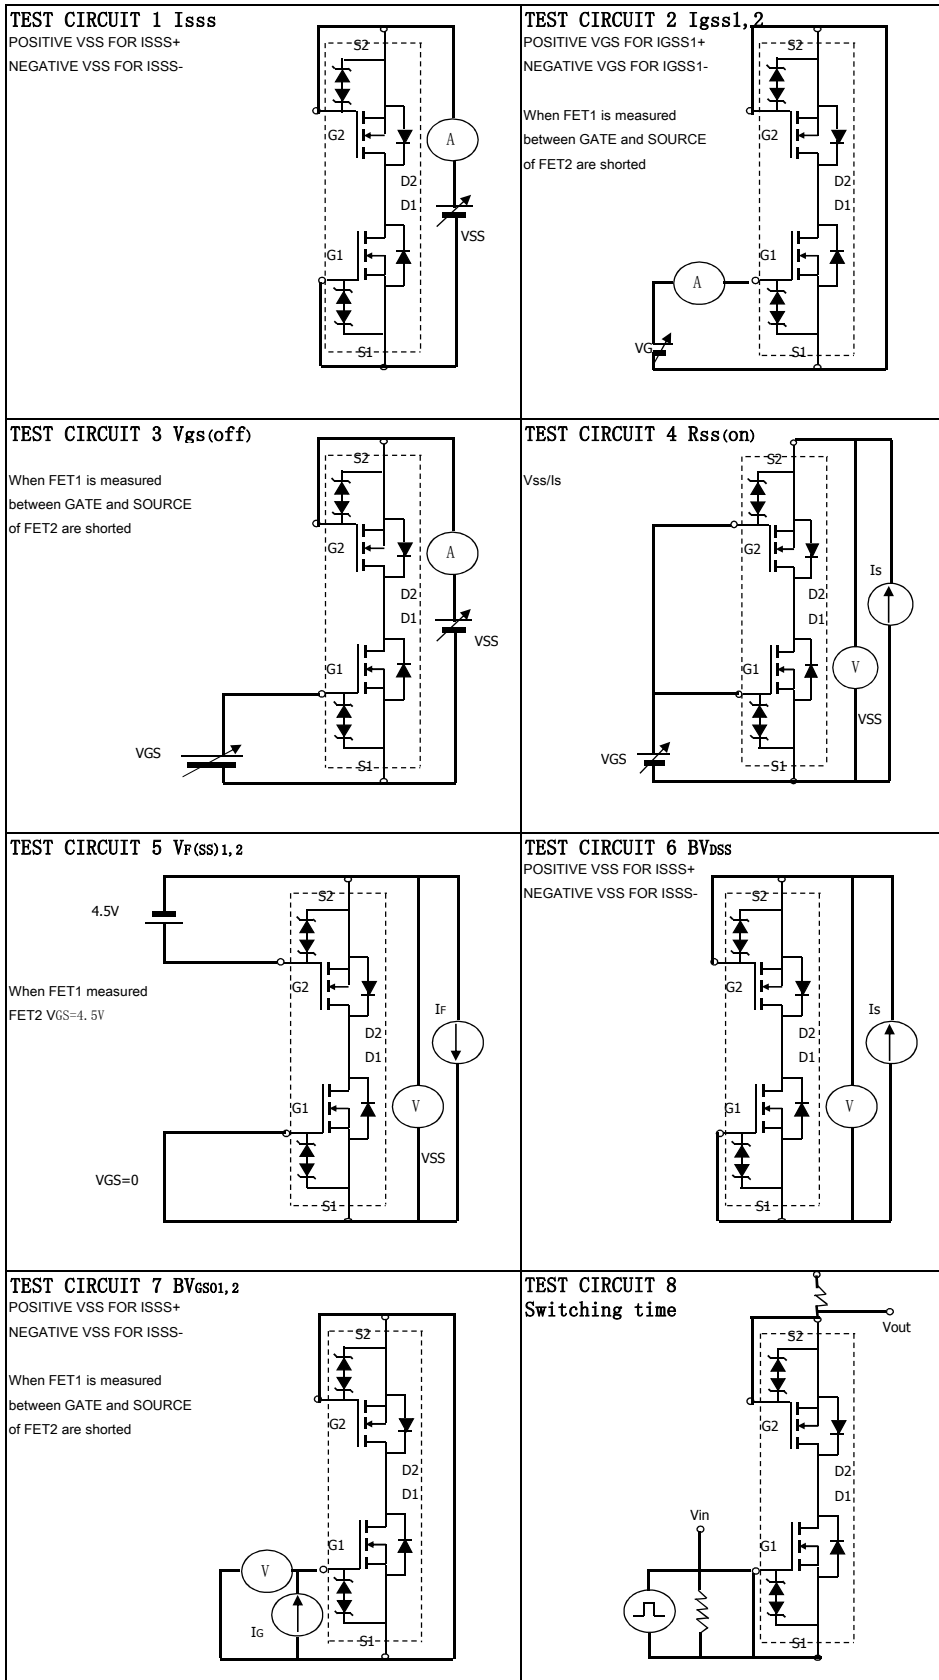 TEST CIRCUIT 1 Isss
POSITIVE VSS FOR ISSS+
NEGATIVE VSS FOR ISSS-
S2
G2
A
D2
D1
VSS
G1
S1
TEST CIRCUIT 2 Igss1,2
POSITIVE VGS FOR IGSS1+
NEGATIVE VGS FOR IGSS1-
When FET1 is measured
between GATE and SOURCE
of FET2 are shorted
S2
G2
D2
D1
G1
A
VG
S1
TEST CIRCUIT 3 Vgs(off)
When FET1 is measured
between GATE and SOURCE
of FET2 are shorted
S2
G2
A
D2
D1
VSS
G1
VGS
S1
TEST CIRCUIT 4 Rss(on)
Vss/Is
S2
G2
Is
D2
D1
G1
V
VSS
VGS
S1
TEST CIRCUIT 5 VF(SS)1,2
4.5V
When FET1 measured
FET2 VGS=4.5V
S2
G2
IF
D2
D1
G1
V
VSS
VGS=0
S1
TEST CIRCUIT 6 BVDSS
POSITIVE VSS FOR ISSS+
NEGATIVE VSS FOR ISSS-
S2
G2
Is
D2
D1
G1
V
S1
TEST CIRCUIT 7 BVGSO1,2
POSITIVE VSS FOR ISSS+
NEGATIVE VSS FOR ISSS-
When FET1 is measured
between GATE and SOURCE
of FET2 are shorted
S2
G2
D2
D1
G1
V
IG
S1
TEST CIRCUIT 8
Switching time
Vout
S2
G2
D2
D1
Vin
G1
S1